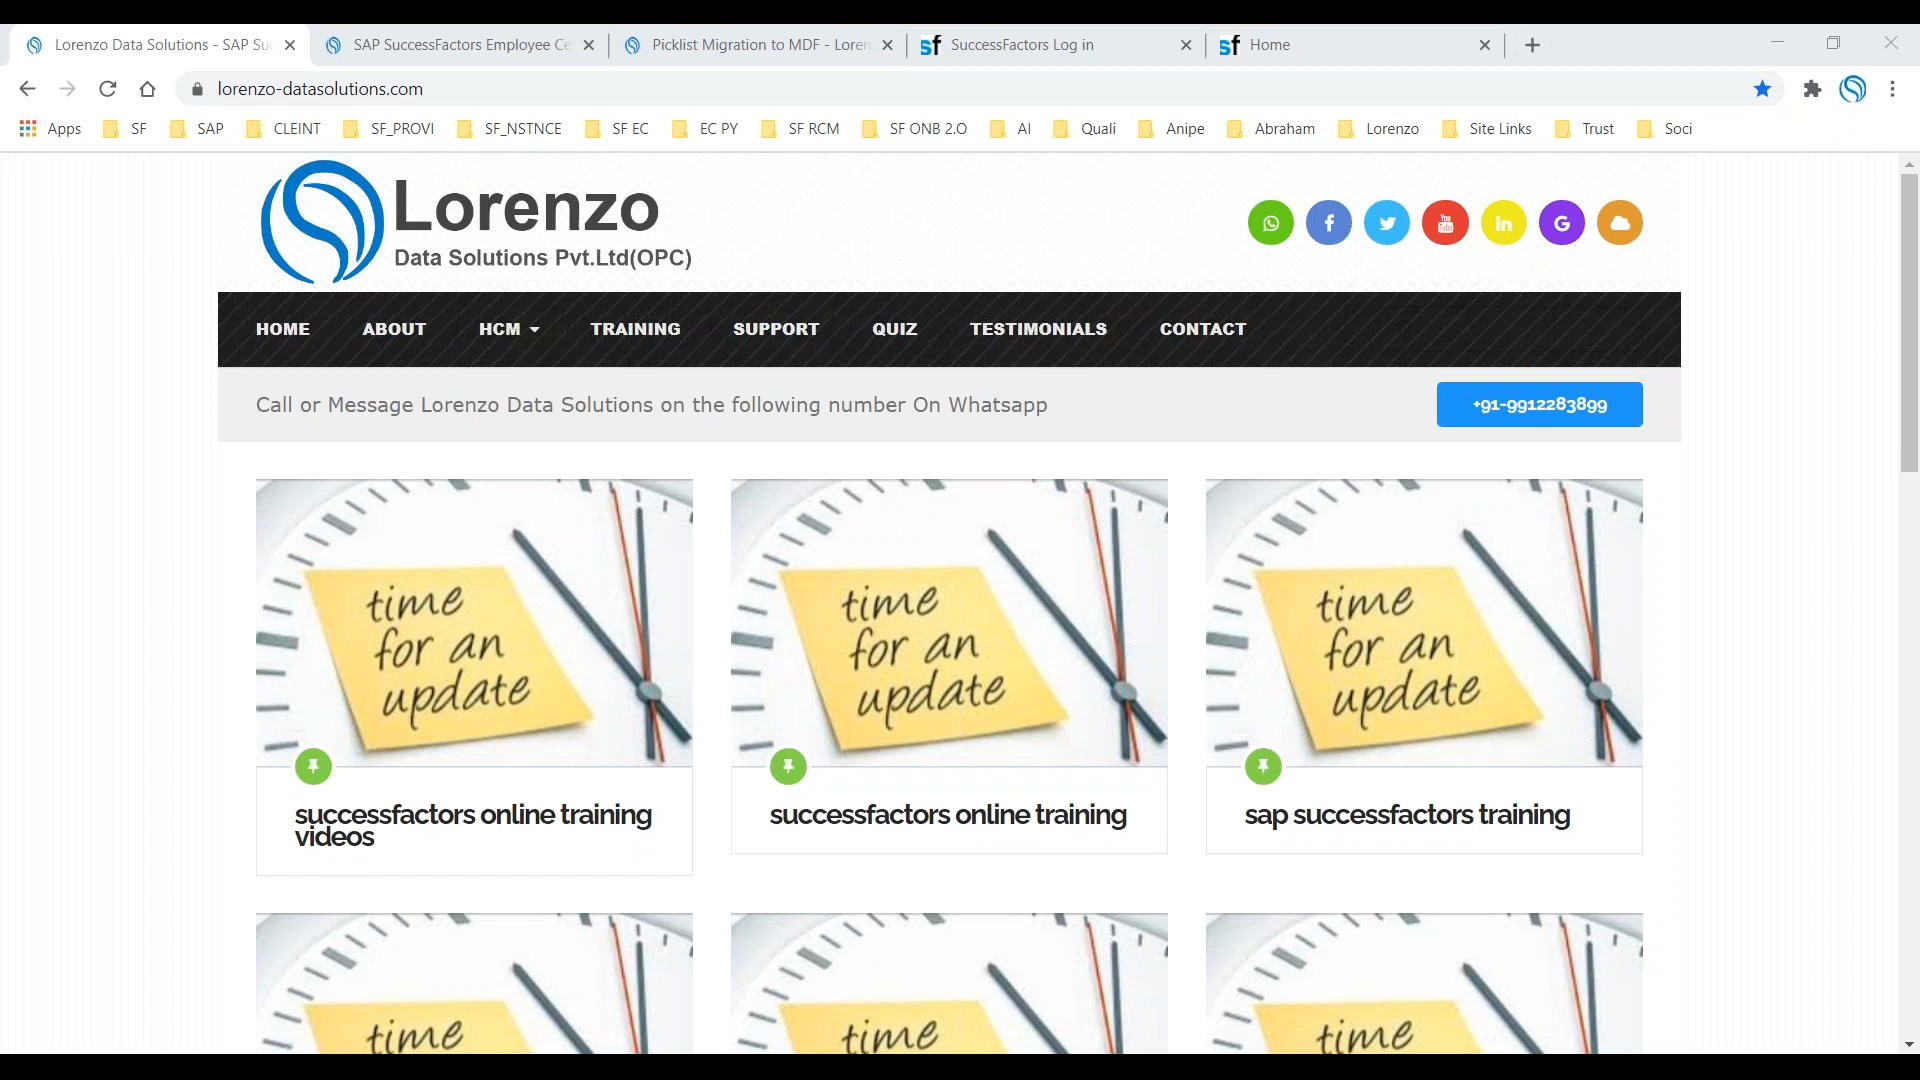 Lorenzo Data Solutions - SAP Su
SAP SuccessFactors Employee Ce
Picklist Migration to MDF - Loren
SuccessFactors Log in
Home
lorenzo-datasolutions.com
Apps
SF
SAP
CLEINT
SF_PROVI
SF_NSTNCE
SF EC
EC PY
SF RCM
SF ONB 2.O
AI
Quali
Anipe
Abraham
Lorenzo
Site Links
Trust
Soci
Lorenzo
Data Solutions Pvt.Ltd(OPC)
HOME
ABOUT
HCM
TRAINING
SUPPORT
QUIZ
TESTIMONIALS
CONTACT
Call or Message Lorenzo Data Solutions on the following number On Whatsapp
+91-9912283899
time
for an
update
time
for an
update
time
for an
update
successfactors online training
videos
successfactors online training
sap successfactors training
time
time
time